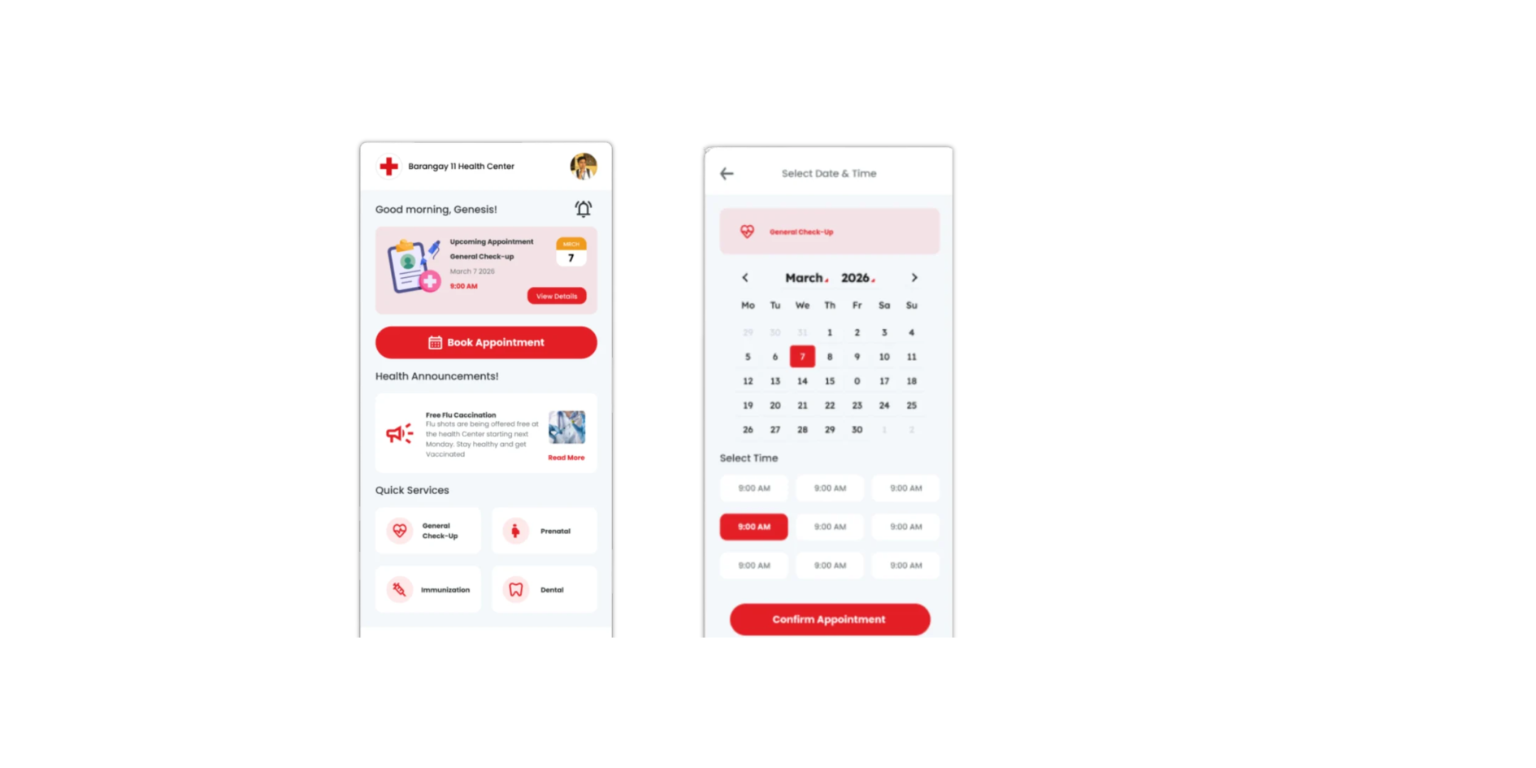 Barangay 11 Health Center
Good morning, Genesis!
Upcoming Appointment
General Check-up
March 7 2026
9:00 AM
MRCH
7
View Details
Book Appointment
Health Announcements!
Free Flu Caccination
Flu shots are being offered free at
the health Center starting next
Monday. Stay healthy and get
Vaccinated
Read More
Quick Services
General
Check-Up
Prenatal
Immunization
Dental
Select Date & Time
General Check-Up
March 2026
Mo Tu We Th Fr Sa Su
29 30 31 1 2 3 4
5 6 7 8 9 10 11
12 13 14 15 0 17 18
19 20 21 22 23 24 25
26 27 28 29 30 1 2
Select Time
9:00 AM 9:00 AM 9:00 AM
9:00 AM 9:00 AM 9:00 AM
9:00 AM 9:00 AM 9:00 AM
Confirm Appointment